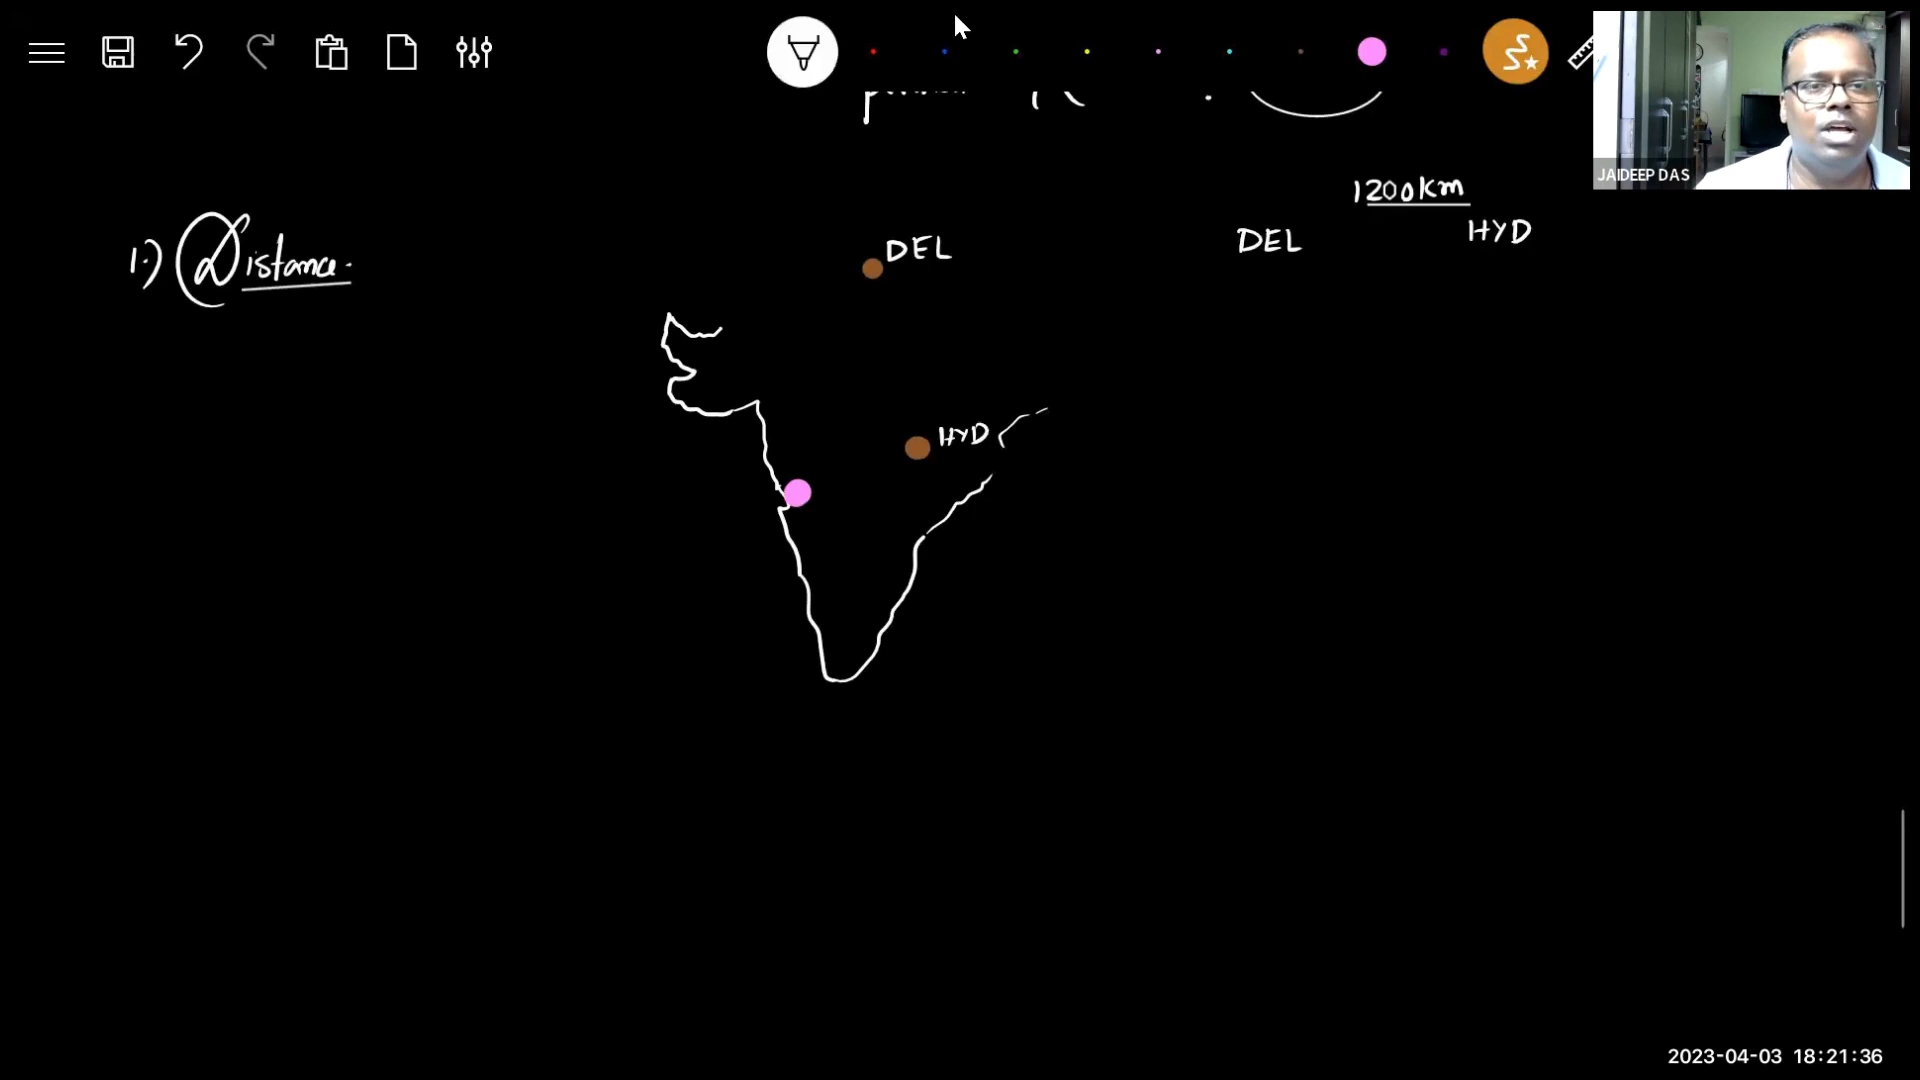 JAIDEEP DAS
1200km
DEL HYD
1.) Distance.
DEL
HYD
2023-04-03 18:21:36